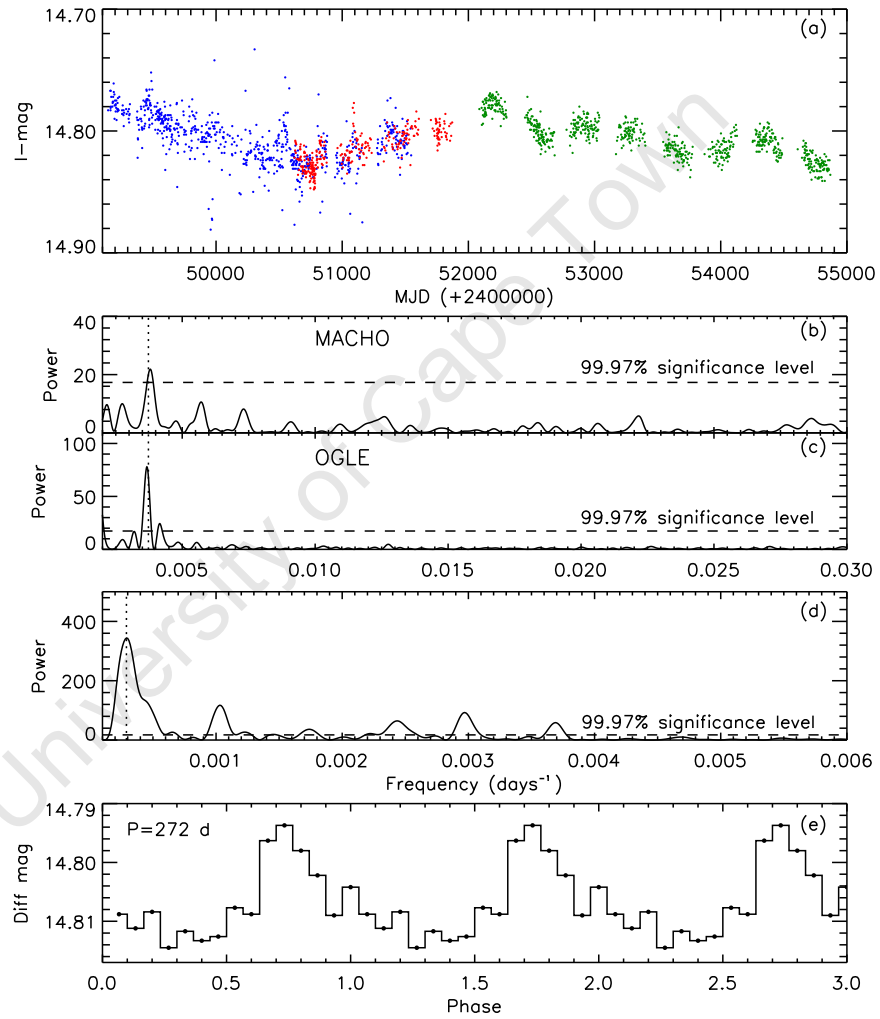 14.70
(a)
14.80
I-mag
14.90
50000 51000 52000 53000 54000 55000
MJD (+2400000)
40
(b)
MACHO
Power
20
99.97% significance level
0
100
(c)
OGLE
Power
50
99.97% significance level
0
0.005 0.010 0.015 0.020 0.025 0.030
(d)
400
Power
200
99.97% significance level
0
0.001 0.002 0.003 0.004 0.005 0.006
Frequency (days⁻¹)
14.79
P=272 d
(e)
14.80
Diff mag
14.81
0.0 0.5 1.0 1.5 2.0 2.5 3.0
Phase
University of Cape Town